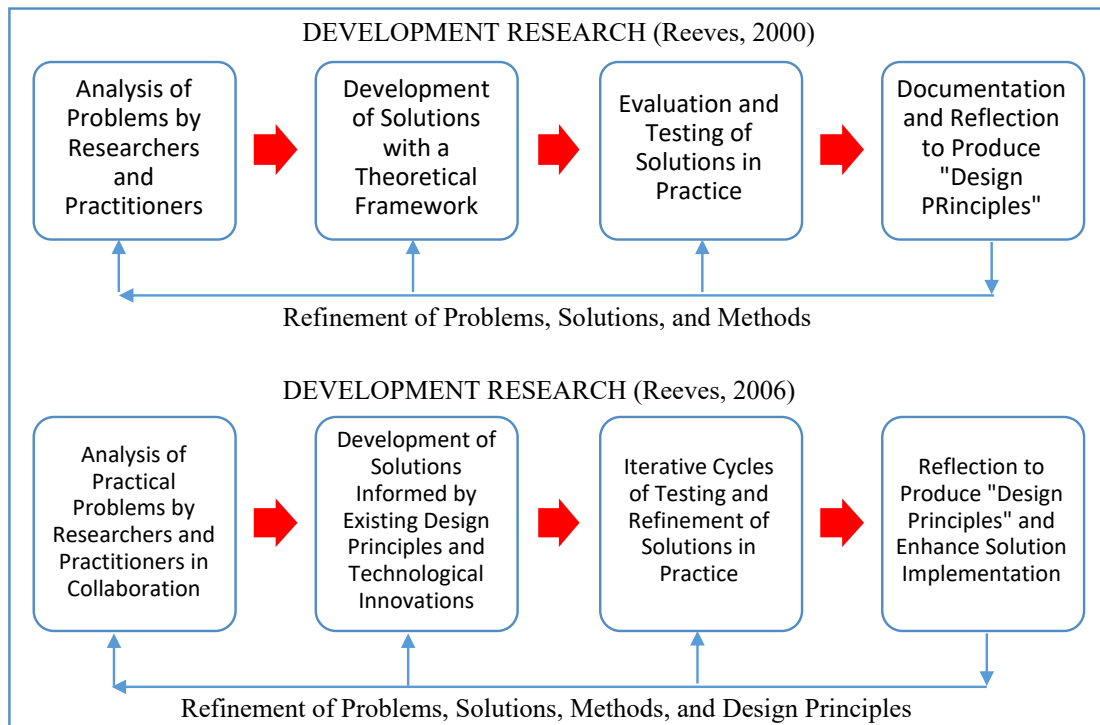 DEVELOPMENT RESEARCH (Reeves, 2000)
Analysis of
Problems by
Researchers
and
Practitioners
Development
of Solutions
with a
Theoretical
Framework
Evaluation and
Testing of
Solutions in
Practice
Documentation
and Reflection
to Produce
"Design
PRinciples"
Refinement of Problems, Solutions, and Methods
DEVELOPMENT RESEARCH (Reeves, 2006)
Analysis of
Practical
Problems by
Researchers and
Practitioners in
Collaboration
Development of
Solutions
Informed by
Existing Design
Principles and
Technological
Innovations
Iterative Cycles
of Testing and
Refinement of
Solutions in
Practice
Reflection to
Produce "Design
Principles" and
Enhance Solution
Implementation
Refinement of Problems, Solutions, Methods, and Design Principles